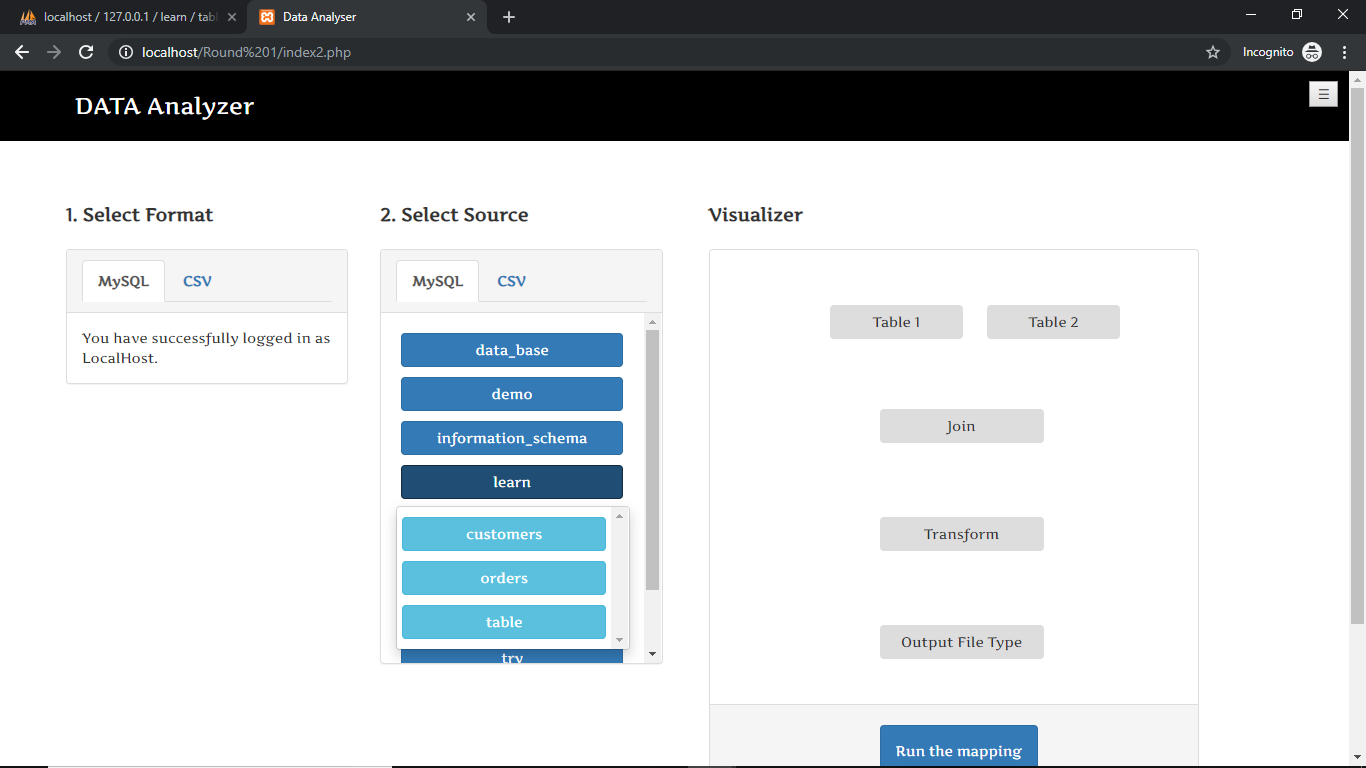 localhost / 127.0.0.1 / learn / tab
Data Analyser
localhost/Round%201/index2.php
Incognito
DATA Analyzer
1. Select Format
MySQL CSV
You have successfully logged in as
LocalHost.
2. Select Source
MySQL CSV
data_base
demo
information_schema
learn
customers
orders
table
try
Visualizer
Table 1 Table 2
Join
Transform
Output File Type
Run the mapping